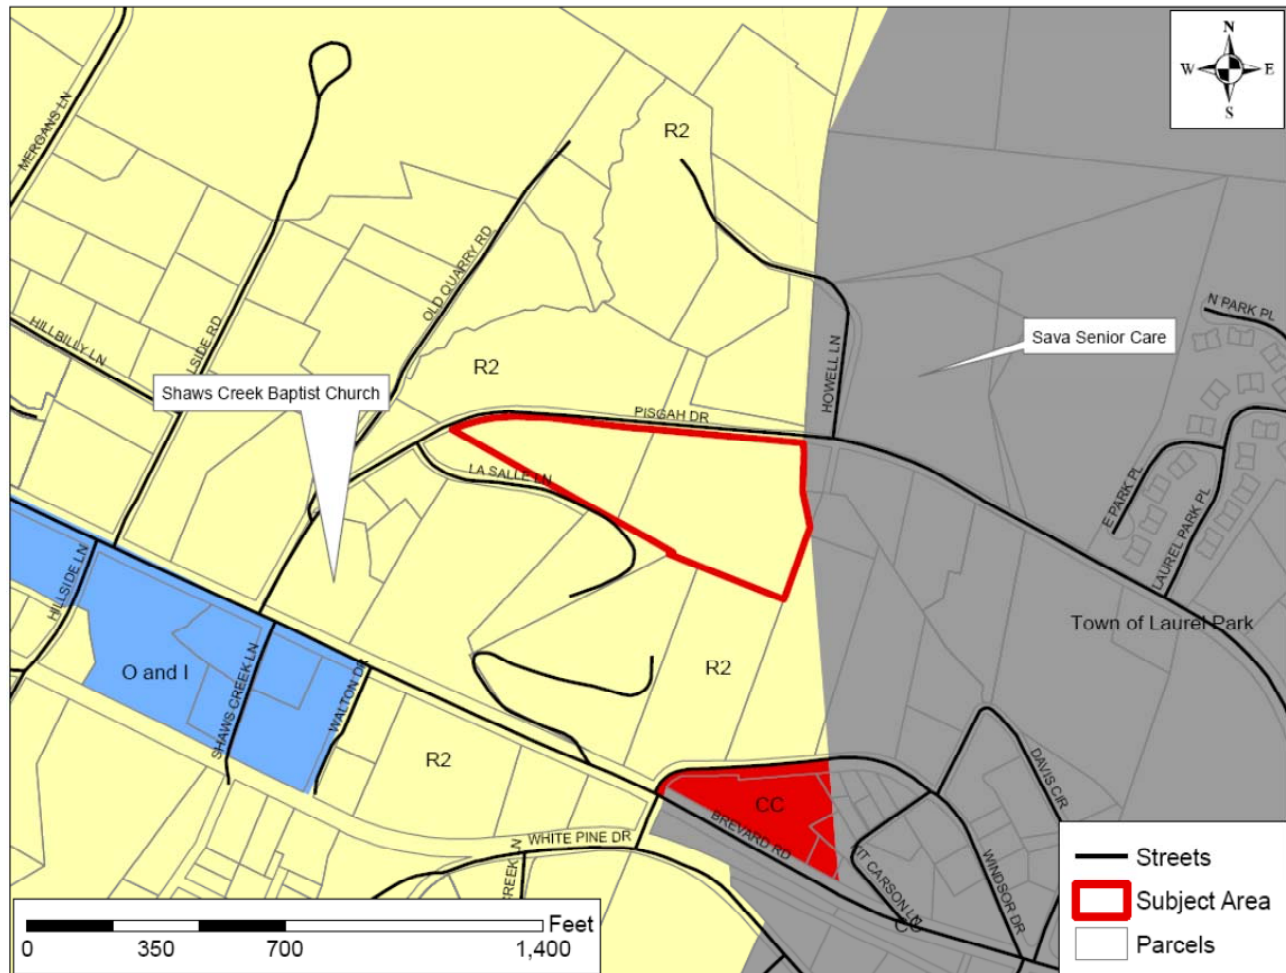 N
W E
S
MERGANS LN
R2
OLD QUARRY RD
N PARK PL
HILLBILLY LN
LSIDE RD
Sava Senior Care
HOWELL LN
R2
Shaws Creek Baptist Church
PISGAH DR
LA SALLE LN
E PARK PL
LAUREL PARK PL
HILLSIDE LN
Town of Laurel Park
O and I
SHAWS CREEK LN
WALTON DR
R2
R2
DAVIS CIR
CC
BREVARD RD
WHITE PINE DR
CREEK LN
KIT CARSON LN
WINDSOR DR
CC
Streets
Subject Area
Parcels
Feet
0 350 700 1,400